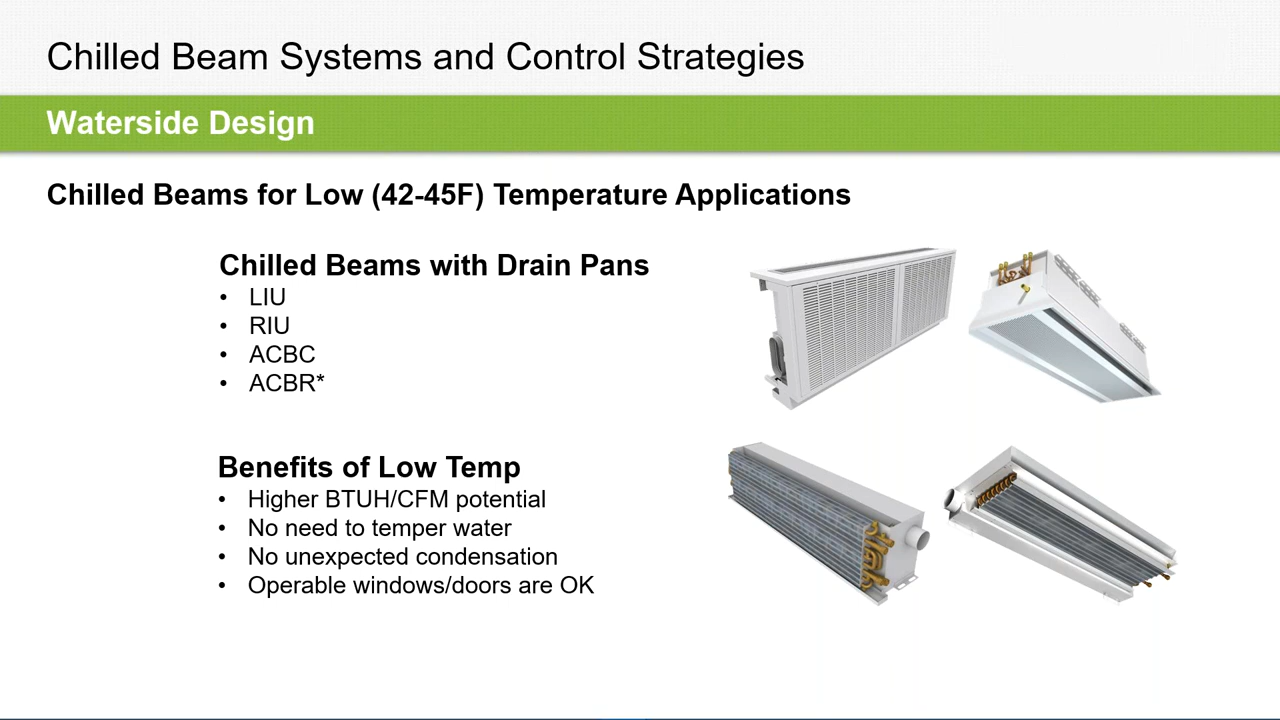 Chilled Beam Systems and Control Strategies
Waterside Design
Chilled Beams for Low (42-45F) Temperature Applications
Chilled Beams with Drain Pans
• LIU
• RIU
• ACBC
• ACBR*
Benefits of Low Temp
• Higher BTUH/CFM potential
• No need to temper water
• No unexpected condensation
• Operable windows/doors are OK